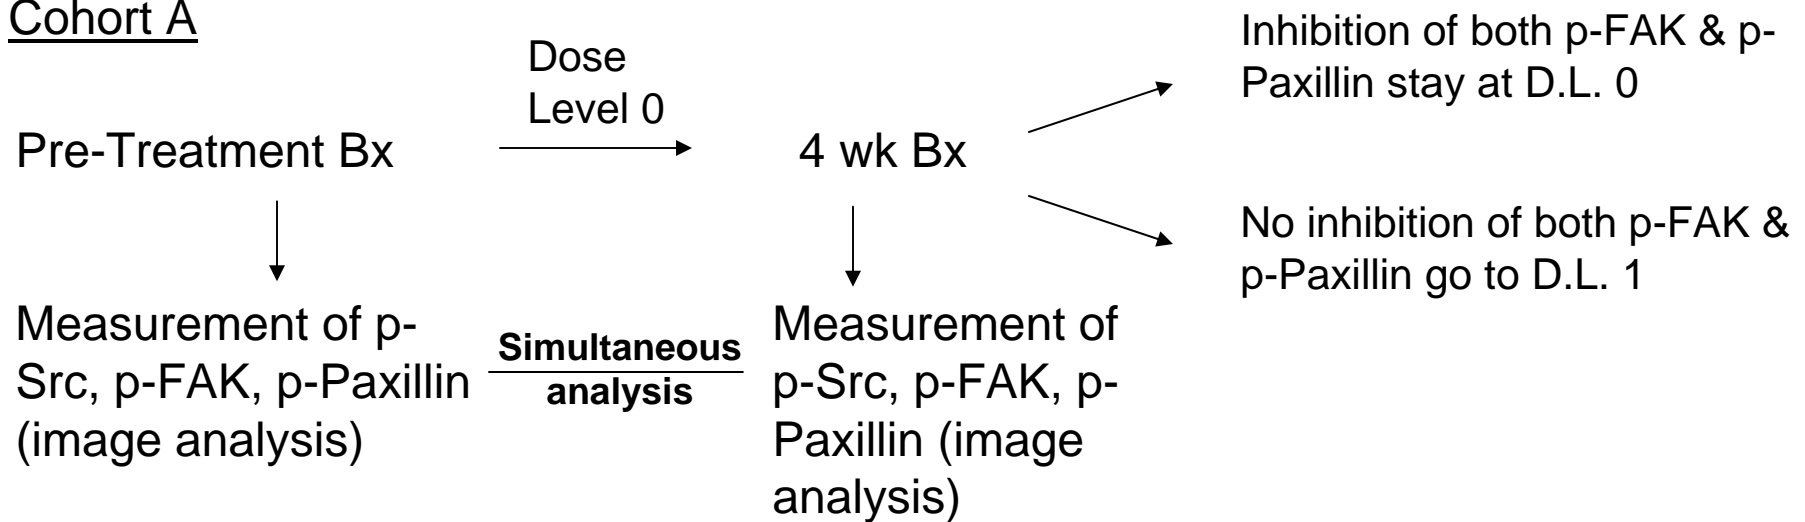 Cohort A
Dose
Level 0
Pre-Treatment Bx
4 wk Bx
Inhibition of both p-FAK & p-
Paxillin stay at D.L. 0
No inhibition of both p-FAK &
p-Paxillin go to D.L. 1
Measurement of p-
Src, p-FAK, p-Paxillin
(image analysis)
Simultaneous
analysis
Measurement of
p-Src, p-FAK, p-
Paxillin (image
analysis)